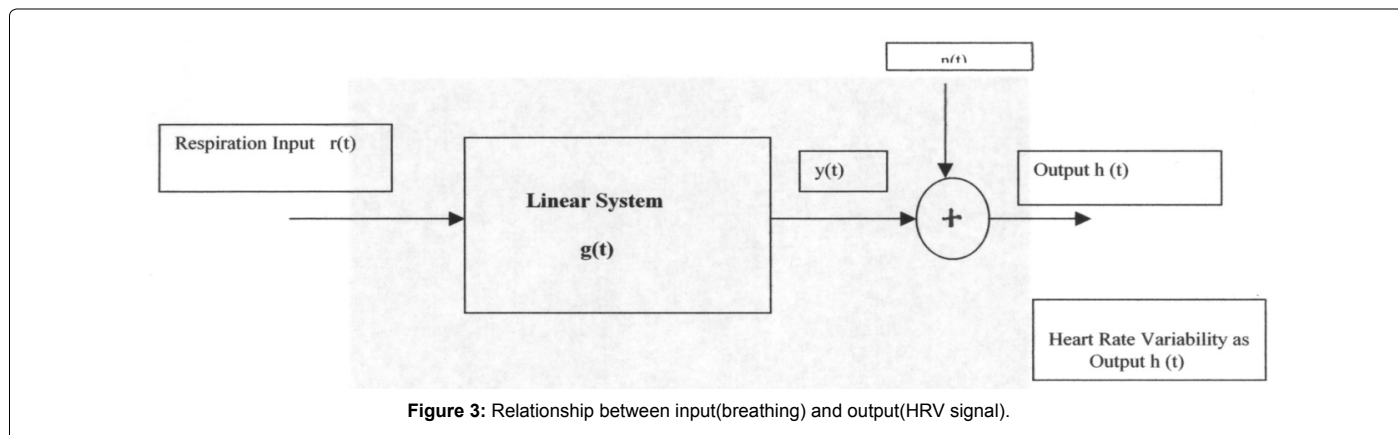 Respiration Input r(t)
Linear System
g(t)
y(t)
+
Output h (t)
Heart Rate Variability as
Output h (t)
Figure 3: Relationship between input(breathing) and output(HRV signal).